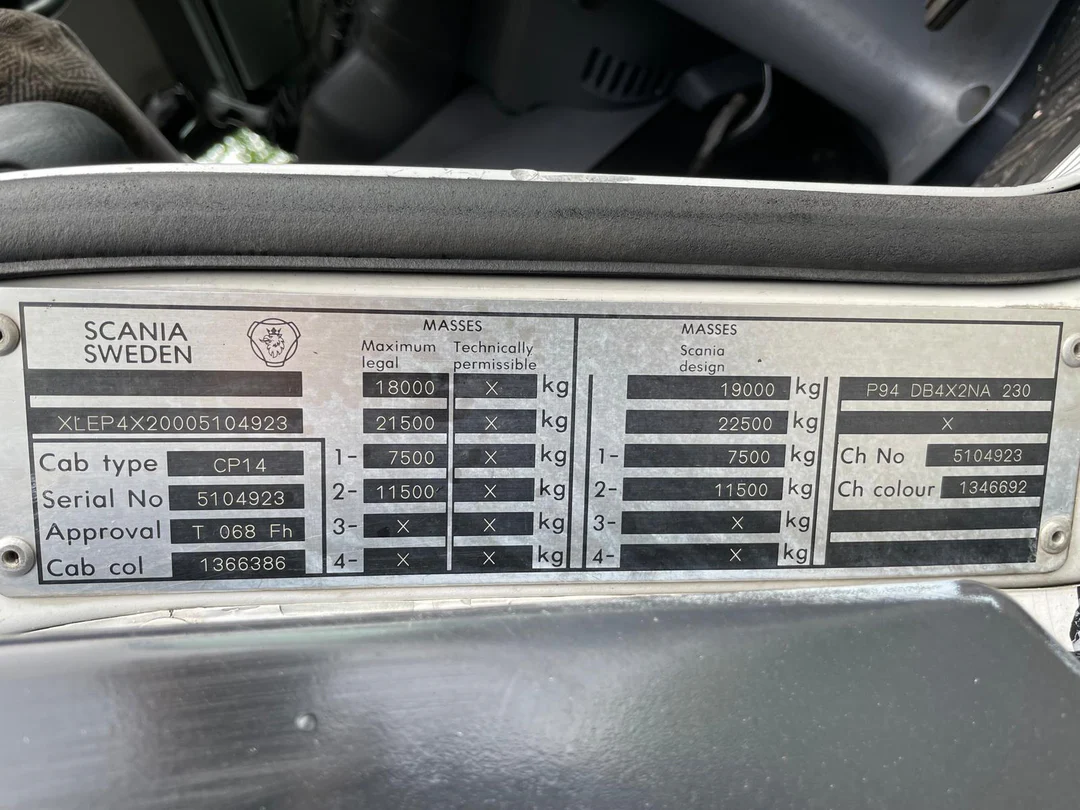 SCANIA
SWEDEN
XLEP4X20005104923
Cab type CP14
Serial No 5104923
Approval T 068 Fh
Cab col 1366386
MASSES
Maximum legal Technically permissible
18000 X kg
21500 X kg
1- 7500 X kg
2- 11500 X kg
3- X X kg
4- X X kg
MASSES
Scania
design
19000 kg
22500 kg
1- 7500 kg
2- 11500 kg
3- X kg
4- X kg
P94 DB4X2NA 230
X
Ch No 5104923
Ch colour 1346692